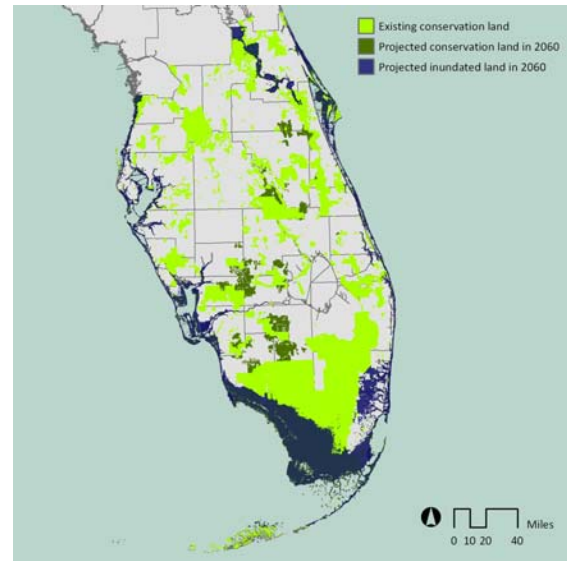 Existing conservation land
Projected conservation land in 2060
Projected inundated land in 2060
Miles
0 10 20 40